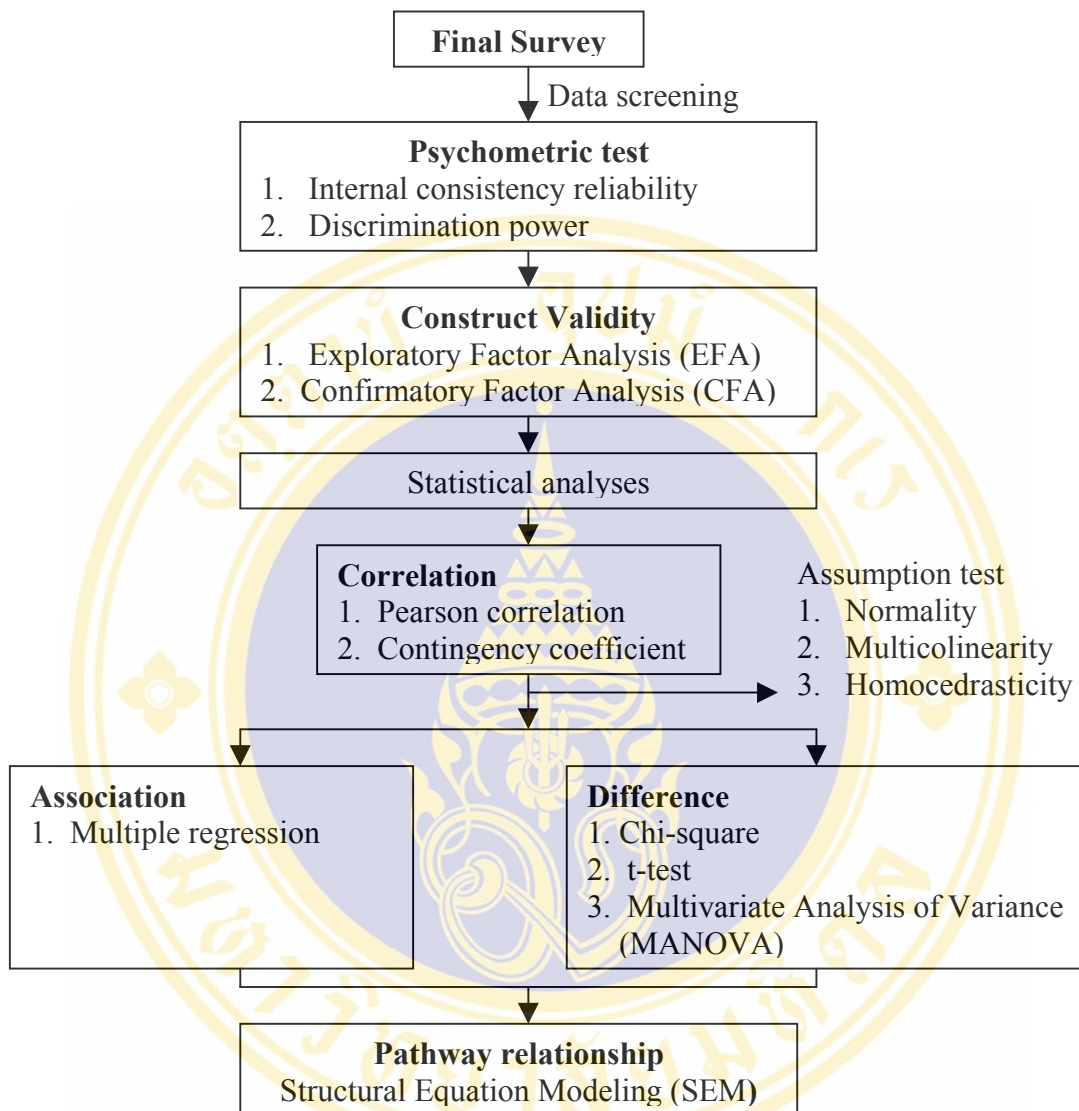 Final Survey
Data screening
Psychometric test
1. Internal consistency reliability
2. Discrimination power
Construct Validity
1. Exploratory Factor Analysis (EFA)
2. Confirmatory Factor Analysis (CFA)
Statistical analyses
Correlation
1. Pearson correlation
2. Contingency coefficient
Assumption test
1. Normality
2. Multicolinearity
3. Homocedrasticity
Association
1. Multiple regression
Difference
1. Chi-square
2. t-test
3. Multivariate Analysis of Variance
(MANOVA)
Pathway relationship
Structural Equation Modeling (SEM)